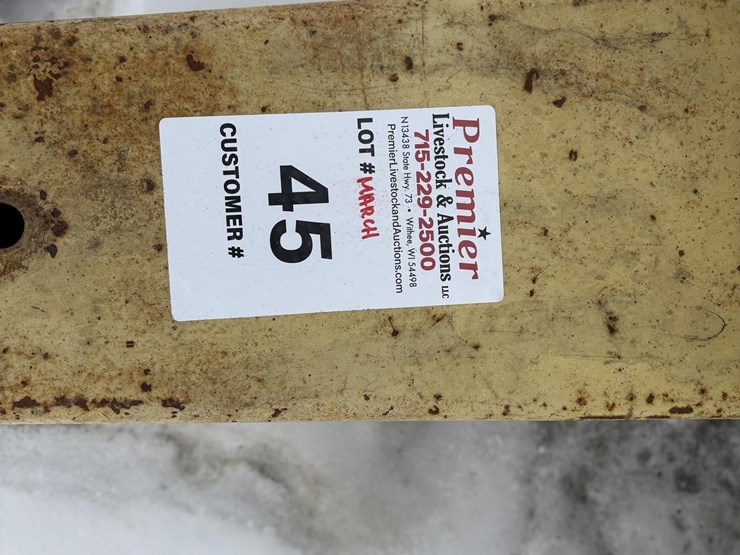 Premier
Livestock & Auctions LLC
715-229-2500
N13438 State Hwy 73 • Withee, WI 54498
PremierLivestockandAuctions.com
LOT # MARCH
45
CUSTOMER #